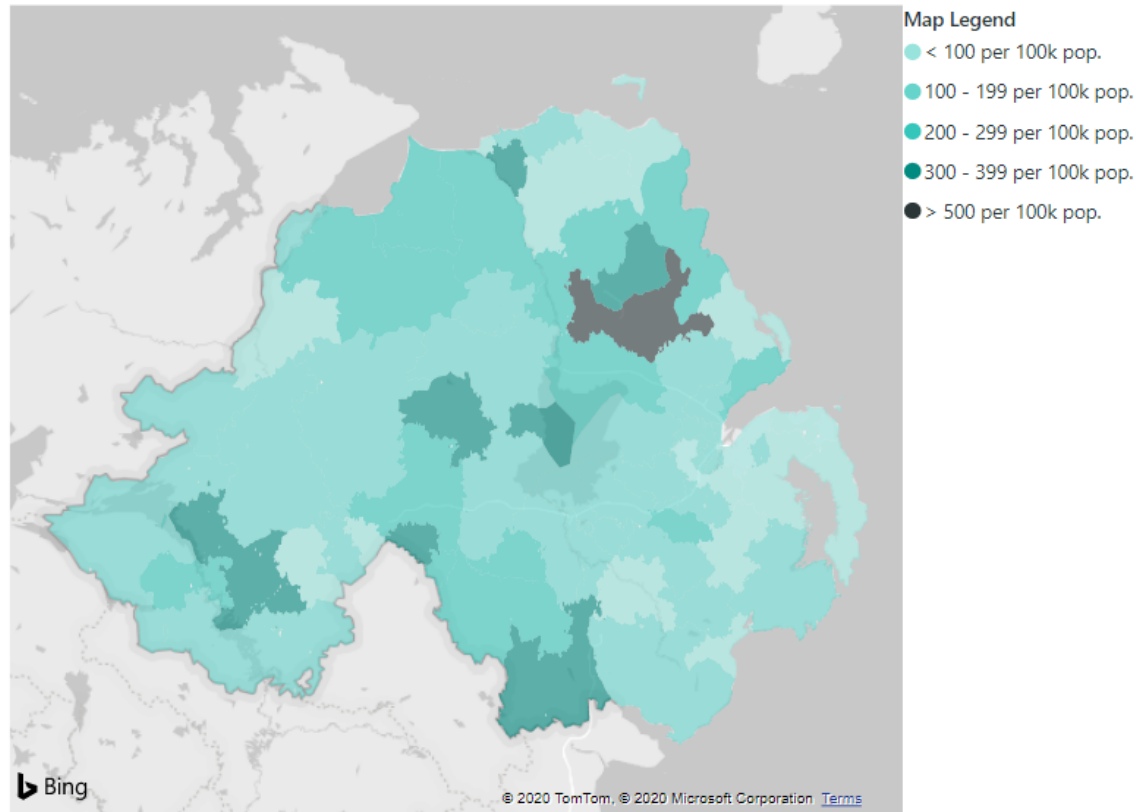 Map Legend
< 100 per 100k pop.
100 - 199 per 100k pop.
200 - 299 per 100k pop.
300 - 399 per 100k pop.
> 500 per 100k pop.
Bing
© 2020 TomTom, © 2020 Microsoft Corporation Terms